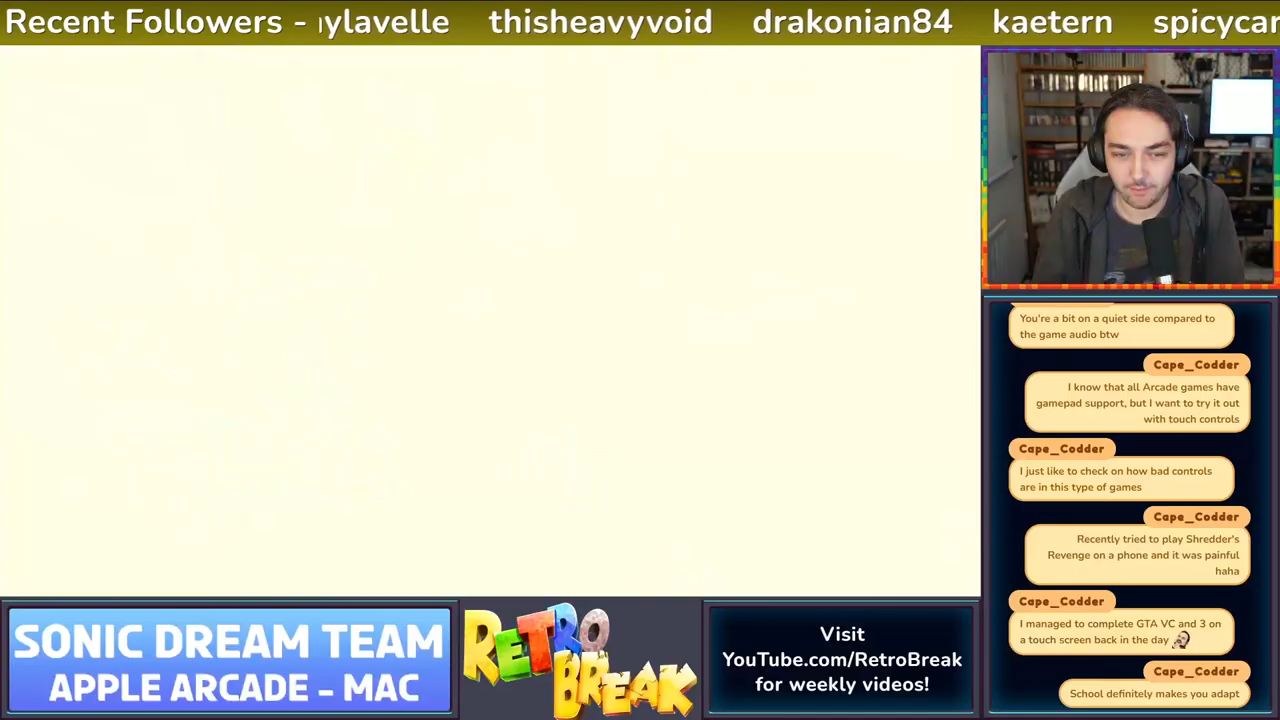 Recent Followers - ylavelle thisheavyvoid drakonian84 kaetern spicycar
You're a bit on a quiet side compared to
the game audio btw
Cape_Codder
I know that all Arcade games have
gamepad support, but I want to try it out
with touch controls
Cape_Codder
I just like to check on how bad controls
are in this type of games
Cape_Codder
Recently tried to play Shredder's
Revenge on a phone and it was painful
haha
Cape_Codder
I managed to complete GTA VC and 3 on
a touch screen back in the day
Cape_Codder
School definitely makes you adapt
SONIC DREAM TEAM
APPLE ARCADE - MAC
RETRO
BREAK
Visit
YouTube.com/RetroBreak
for weekly videos!